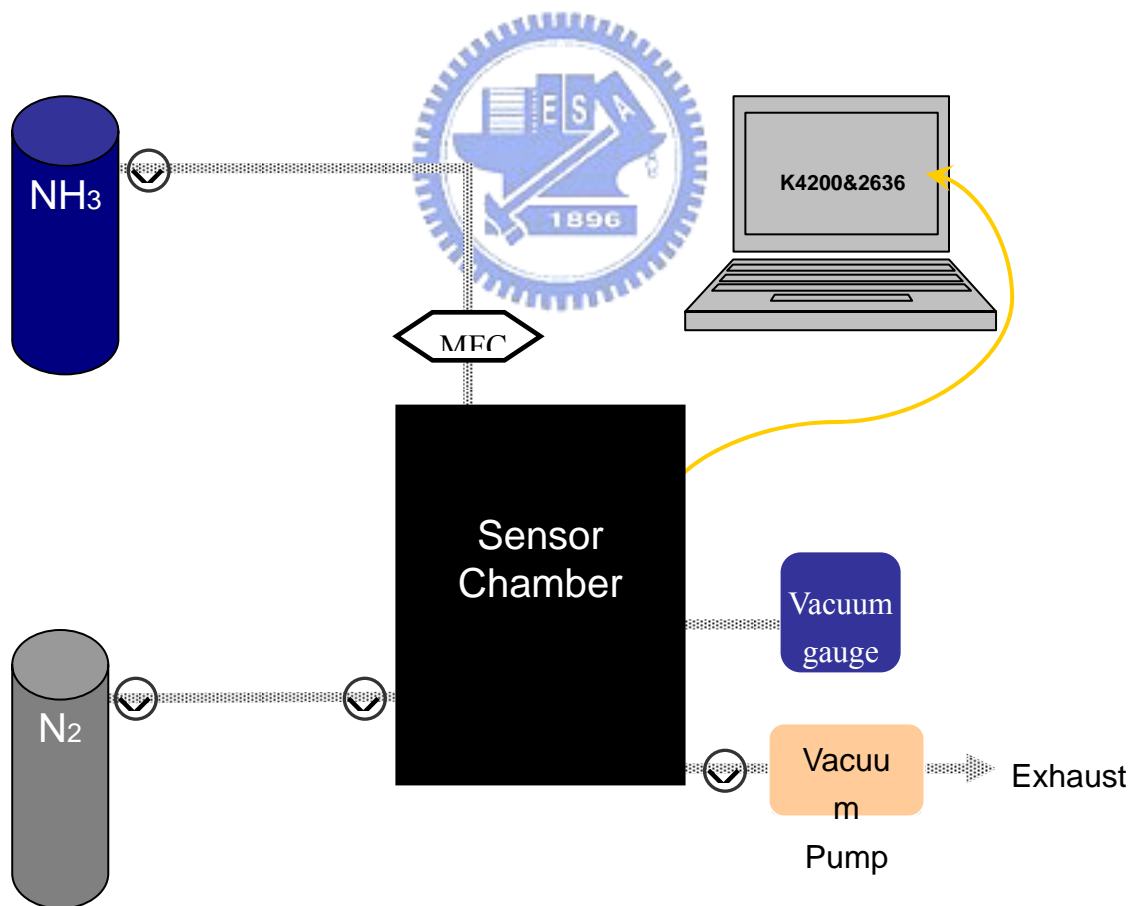 E S A
1896
NH3
K4200&2636
MFC
Sensor
Chamber
Vacuum
gauge
N2
Vacuu
m
Pump
Exhaust